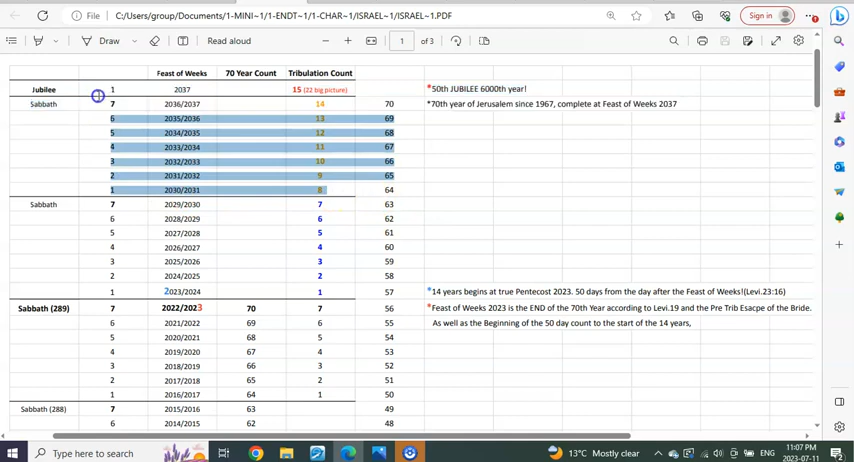 File C:/Users/group/Documents/1-MINI~1/1-ENDT~1/1-CHAR~1/ISRAEL~1/ISRAEL~1.PDF Sign in
Draw Read aloud 1 of 3
Feast of Weeks 70 Year Count Tribulation Count
Jubilee 1 2037 15 (22 big picture) *50th JUBILEE 6000th year!
Sabbath 7 2036/2037 14 70 *70th year of Jerusalem since 1967, complete at Feast of Weeks 2037
6 2035/2036 13 69
5 2034/2035 12 68
4 2033/2034 11 67
3 2032/2033 10 66
2 2031/2032 9 65
1 2030/2031 8 64
Sabbath 7 2029/2030 7 63
6 2028/2029 6 62
5 2027/2028 5 61
4 2026/2027 4 60
3 2025/2026 3 59
2 2024/2025 2 58
1 2023/2024 1 57 *14 years begins at true Pentecost 2023. 50 days from the day after the Feast of Weeks!(Levi.23:16)
Sabbath (289) 7 2022/2023 70 7 56 *Feast of Weeks 2023 is the END of the 70th Year according to Levi.19 and the Pre Trib Esacpe of the Bride.
6 2021/2022 69 6 55 As well as the Beginning of the 50 day count to the start of the 14 years,
5 2020/2021 68 5 54
4 2019/2020 67 4 53
3 2018/2019 66 3 52
2 2017/2018 65 2 51
1 2016/2017 64 1 50
Sabbath (288) 7 2015/2016 63 49
6 2014/2015 62 48
Type here to search 13°C Mostly clear ENG 11:07 PM
2023-07-11